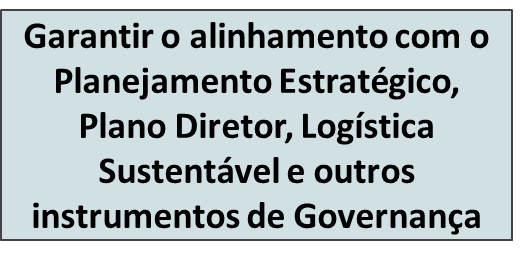 Garantir o alinhamento com o
Planejamento Estratégico,
Plano Diretor, Logística
Sustentável e outros
instrumentos de Governança